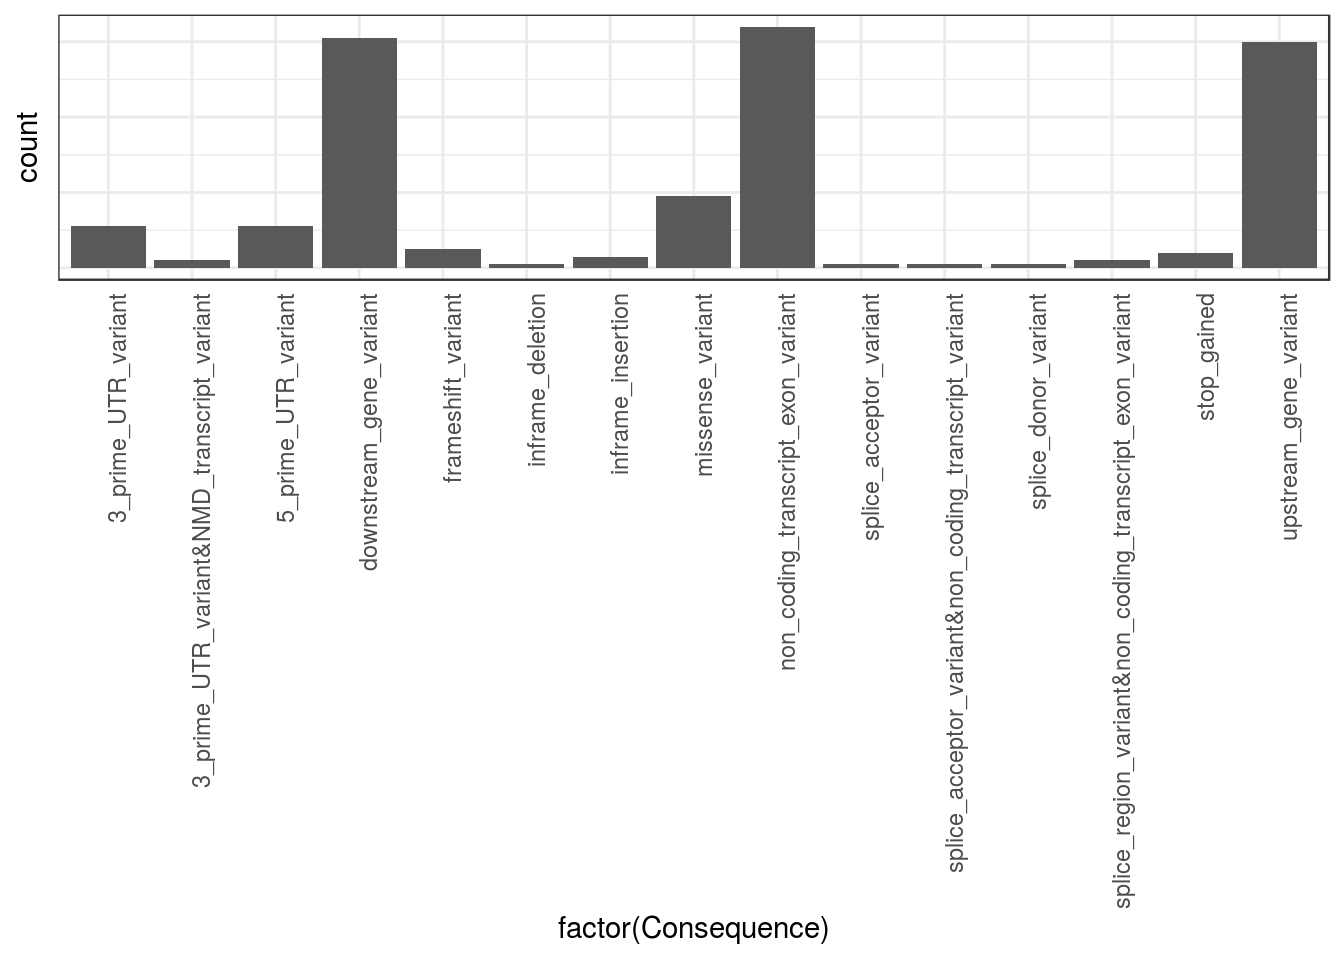 count
3_prime_UTR_variant
3_prime_UTR_variant&NMD_transcript_variant
5_prime_UTR_variant
downstream_gene_variant
frameshift_variant
inframe_deletion
inframe_insertion
missense_variant
non_coding_transcript_exon_variant
splice_acceptor_variant
splice_acceptor_variant&non_coding_transcript_variant
splice_donor_variant
splice_region_variant&non_coding_transcript_exon_variant
stop_gained
upstream_gene_variant
factor(Consequence)